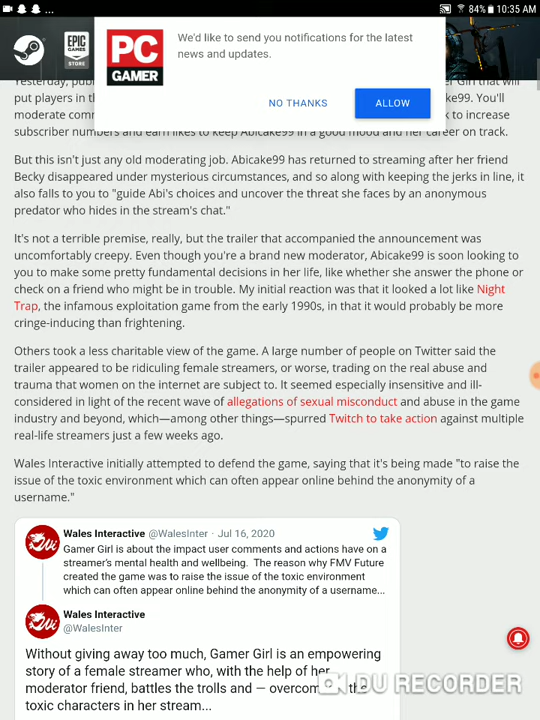 84% 10:35 AM
We'd like to send you notifications for the latest
news and updates.
PC
GAMER
EPIC
GAMES
STORE
NO THANKS
ALLOW
Yesterday, Girl that will
put players in ke99. You'll
moderate to increase
subscriber numbers and earn likes to keep Abicake99 in a good mood and her career on track.
But this isn't just any old moderating job. Abicake99 has returned to streaming after her friend
Becky disappeared under mysterious circumstances, and so along with keeping the jerks in line, it
also falls to you to "guide Abi's choices and uncover the threat she faces by an anonymous
predator who hides in the stream's chat."
It's not a terrible premise, really, but the trailer that accompanied the announcement was
uncomfortably creepy. Even though you're a brand new moderator, Abicake99 is soon looking to
you to make some pretty fundamental decisions in her life, like whether she answer the phone or
check on a friend who might be in trouble. My initial reaction was that it looked a lot like Night
Trap, the infamous exploitation game from the early 1990s, in that it would probably be more
cringe-inducing than frightening.
Others took a less charitable view of the game. A large number of people on Twitter said the
trailer appeared to be ridiculing female streamers, or worse, trading on the real abuse and
trauma that women on the internet are subject to. It seemed especially insensitive and ill-
considered in light of the recent wave of allegations of sexual misconduct and abuse in the game
industry and beyond, which—among other things—spurred Twitch to take action against multiple
real-life streamers just a few weeks ago.
Wales Interactive initially attempted to defend the game, saying that it's being made "to raise the
issue of the toxic environment which can often appear online behind the anonymity of a
username."
Wales Interactive @WalesInter · Jul 16, 2020
Gamer Girl is about the impact user comments and actions have on a
streamer's mental health and wellbeing. The reason why FMV Future
created the game was to raise the issue of the toxic environment
which can often appear online behind the anonymity of a username...
Wales Interactive
@WalesInter
Without giving away too much, Gamer Girl is an empowering
story of a female streamer who, with the help of her
moderator friend, battles the trolls and — overcom the
toxic characters in her stream...
DU RECORDER